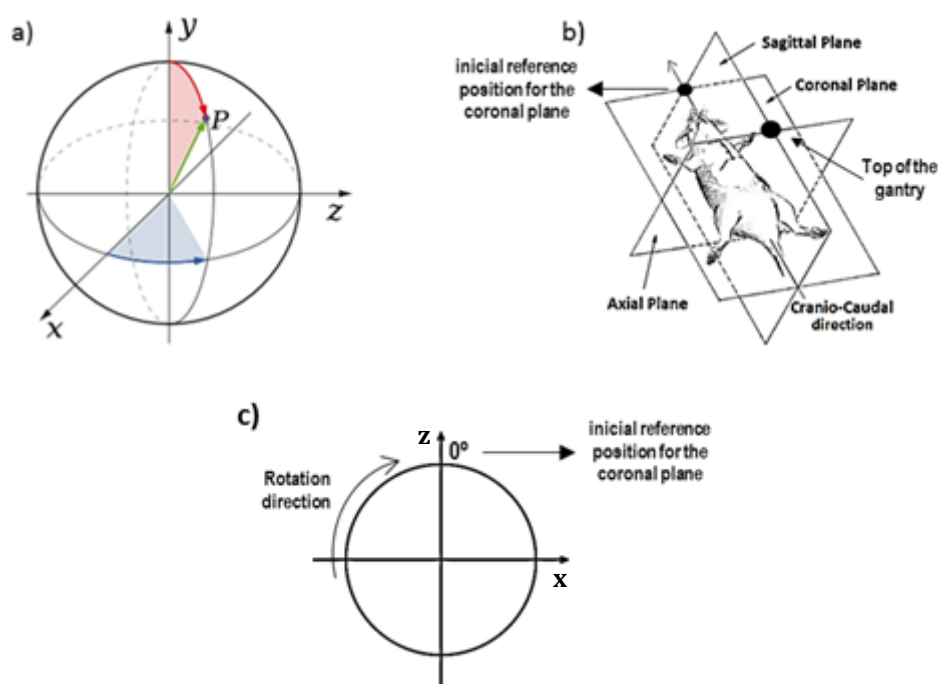 a)
y
P
z
x
b)
Sagittal Plane
inicial reference
position for the
coronal plane
Coronal Plane
Top of the
gantry
Axial Plane
Cranio-Caudal
direction
c)
z
0º
inicial reference
position for the
coronal plane
Rotation
direction
x